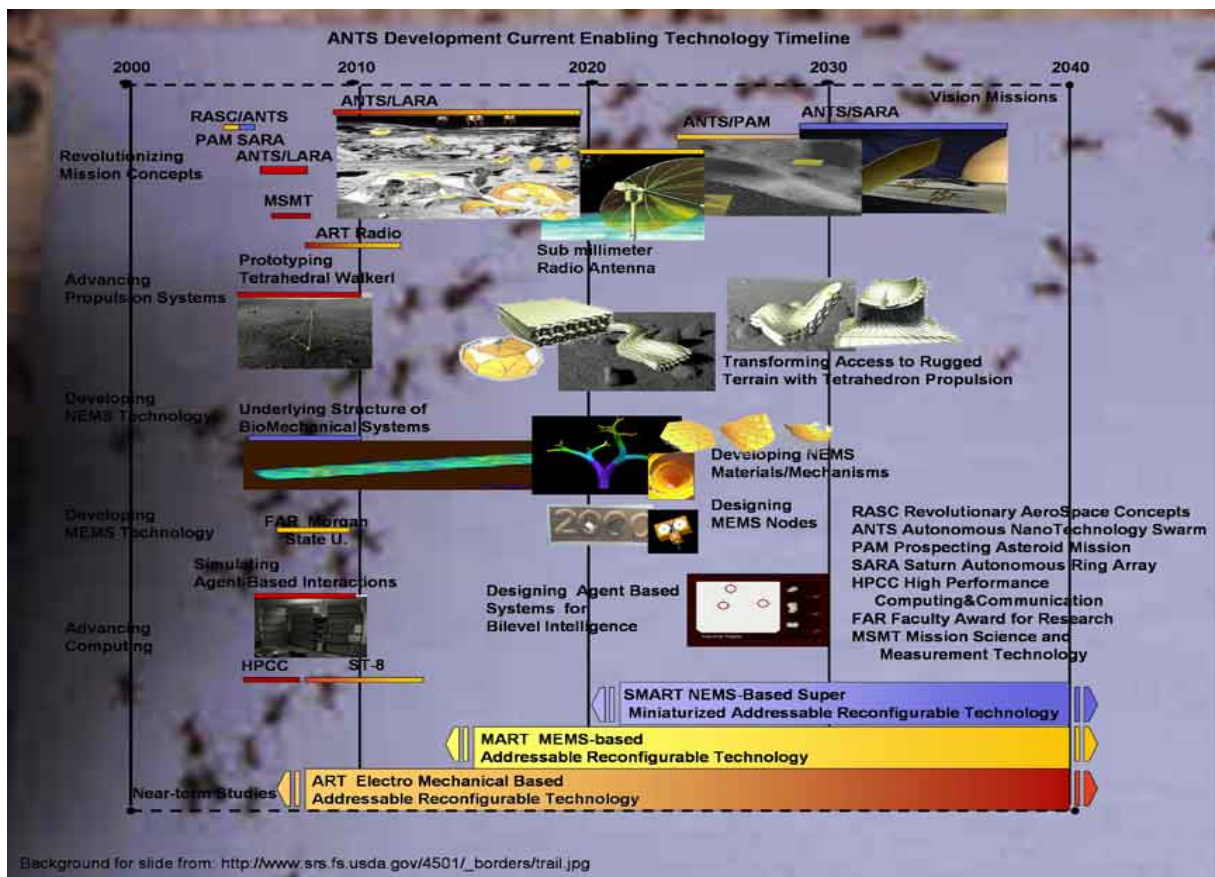 ANTS Development Current Enabling Technology Timeline
2000
2010
2020
2030
2040
Vision Missions
RASC/ANTS
PAM SARA
ANTS/LARA
MSMT
ART Radio
ANTS/LARA
ANTS/PAM
ANTS/SARA
Revolutionizing
Mission Concepts
Sub millimeter
Radio Antenna
Advancing
Propulsion Systems
Prototyping
Tetrahedral Walkerl
Transforming Access to Rugged
Terrain with Tetrahedron Propulsion
Developing
NEMS Technology
Underlying Structure of
BioMechanical Systems
Developing NEMS
Materials/Mechanisms
Developing
MEMS Technology
FAR Morgan
State U.
Designing
MEMS Nodes
Simulating
Agent-Based Interactions
Advancing
Computing
HPCC
ST-8
Designing Agent Based
Systems for
Bilevel Intelligence
RASC Revolutionary AeroSpace Concepts
ANTS Autonomous NanoTechnology Swarm
PAM Prospecting Asteroid Mission
SARA Saturn Autonomous Ring Array
HPCC High Performance
Computing&Communication
FAR Faculty Award for Research
MSMT Mission Science and
Measurement Technology
SMART NEMS-Based Super
Miniaturized Addressable Reconfigurable Technology
MART MEMS-based
Addressable Reconfigurable Technology
Near-term Studies
ART Electro Mechanical Based
Addressable Reconfigurable Technology
Background for slide from: http://www.srs.fs.usda.gov/4501/_borders/trail.jpg